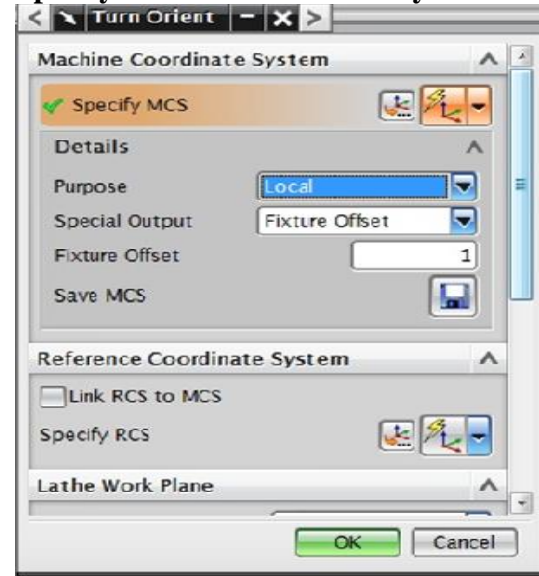 Turn Orient
Machine Coordinate System
Specify MCS
Details
Purpose Local
Special Output Fixture Offset
Fixture Offset 1
Save MCS
Reference Coordinate System
Link RCS to MCS
Specify RCS
Lathe Work Plane
OK Cancel